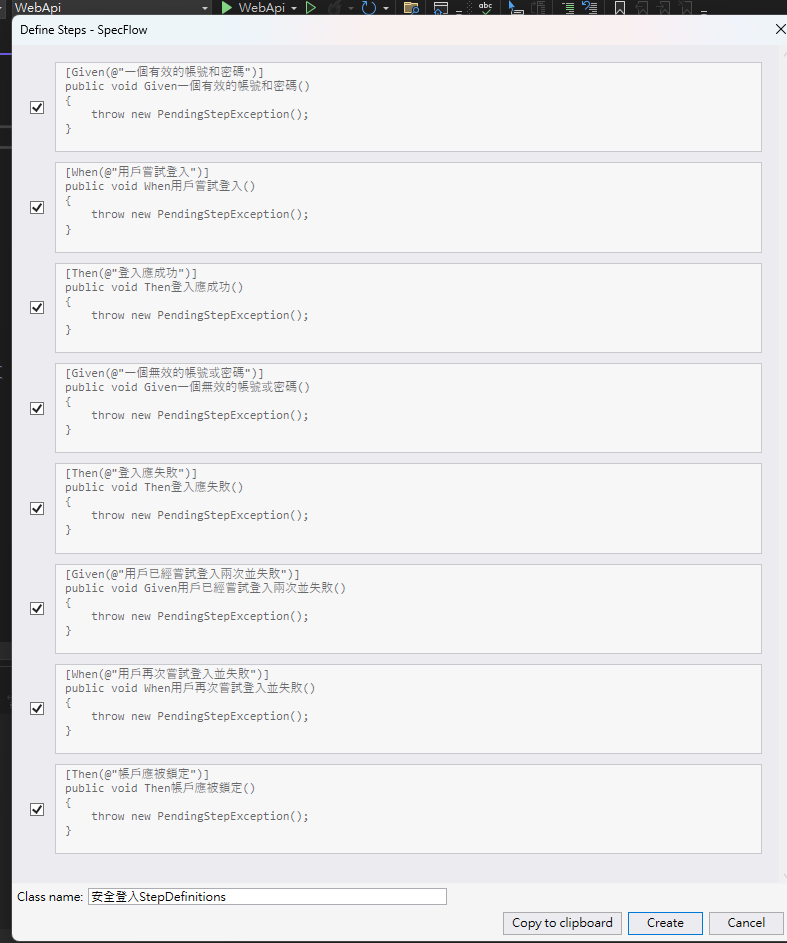 WebApi
WebApi
Define Steps - SpecFlow
[Given(@"一個有效的帳號和密碼")]
public void Given一個有效的帳號和密碼()
{
throw new PendingStepException();
}
[When(@"用戶嘗試登入")]
public void When用戶嘗試登入()
{
throw new PendingStepException();
}
[Then(@"登入應成功")]
public void Then登入應成功()
{
throw new PendingStepException();
}
[Given(@"一個無效的帳號或密碼")]
public void Given一個無效的帳號或密碼()
{
throw new PendingStepException();
}
[Then(@"登入應失敗")]
public void Then登入應失敗()
{
throw new PendingStepException();
}
[Given(@"用戶已經嘗試登入兩次並失敗")]
public void Given用戶已經嘗試登入兩次並失敗()
{
throw new PendingStepException();
}
[When(@"用戶再次嘗試登入並失敗")]
public void When用戶再次嘗試登入並失敗()
{
throw new PendingStepException();
}
[Then(@"帳戶應被鎖定")]
public void Then帳戶應被鎖定()
{
throw new PendingStepException();
}
Class name: 安全登入StepDefinitions
Copy to clipboard Create Cancel